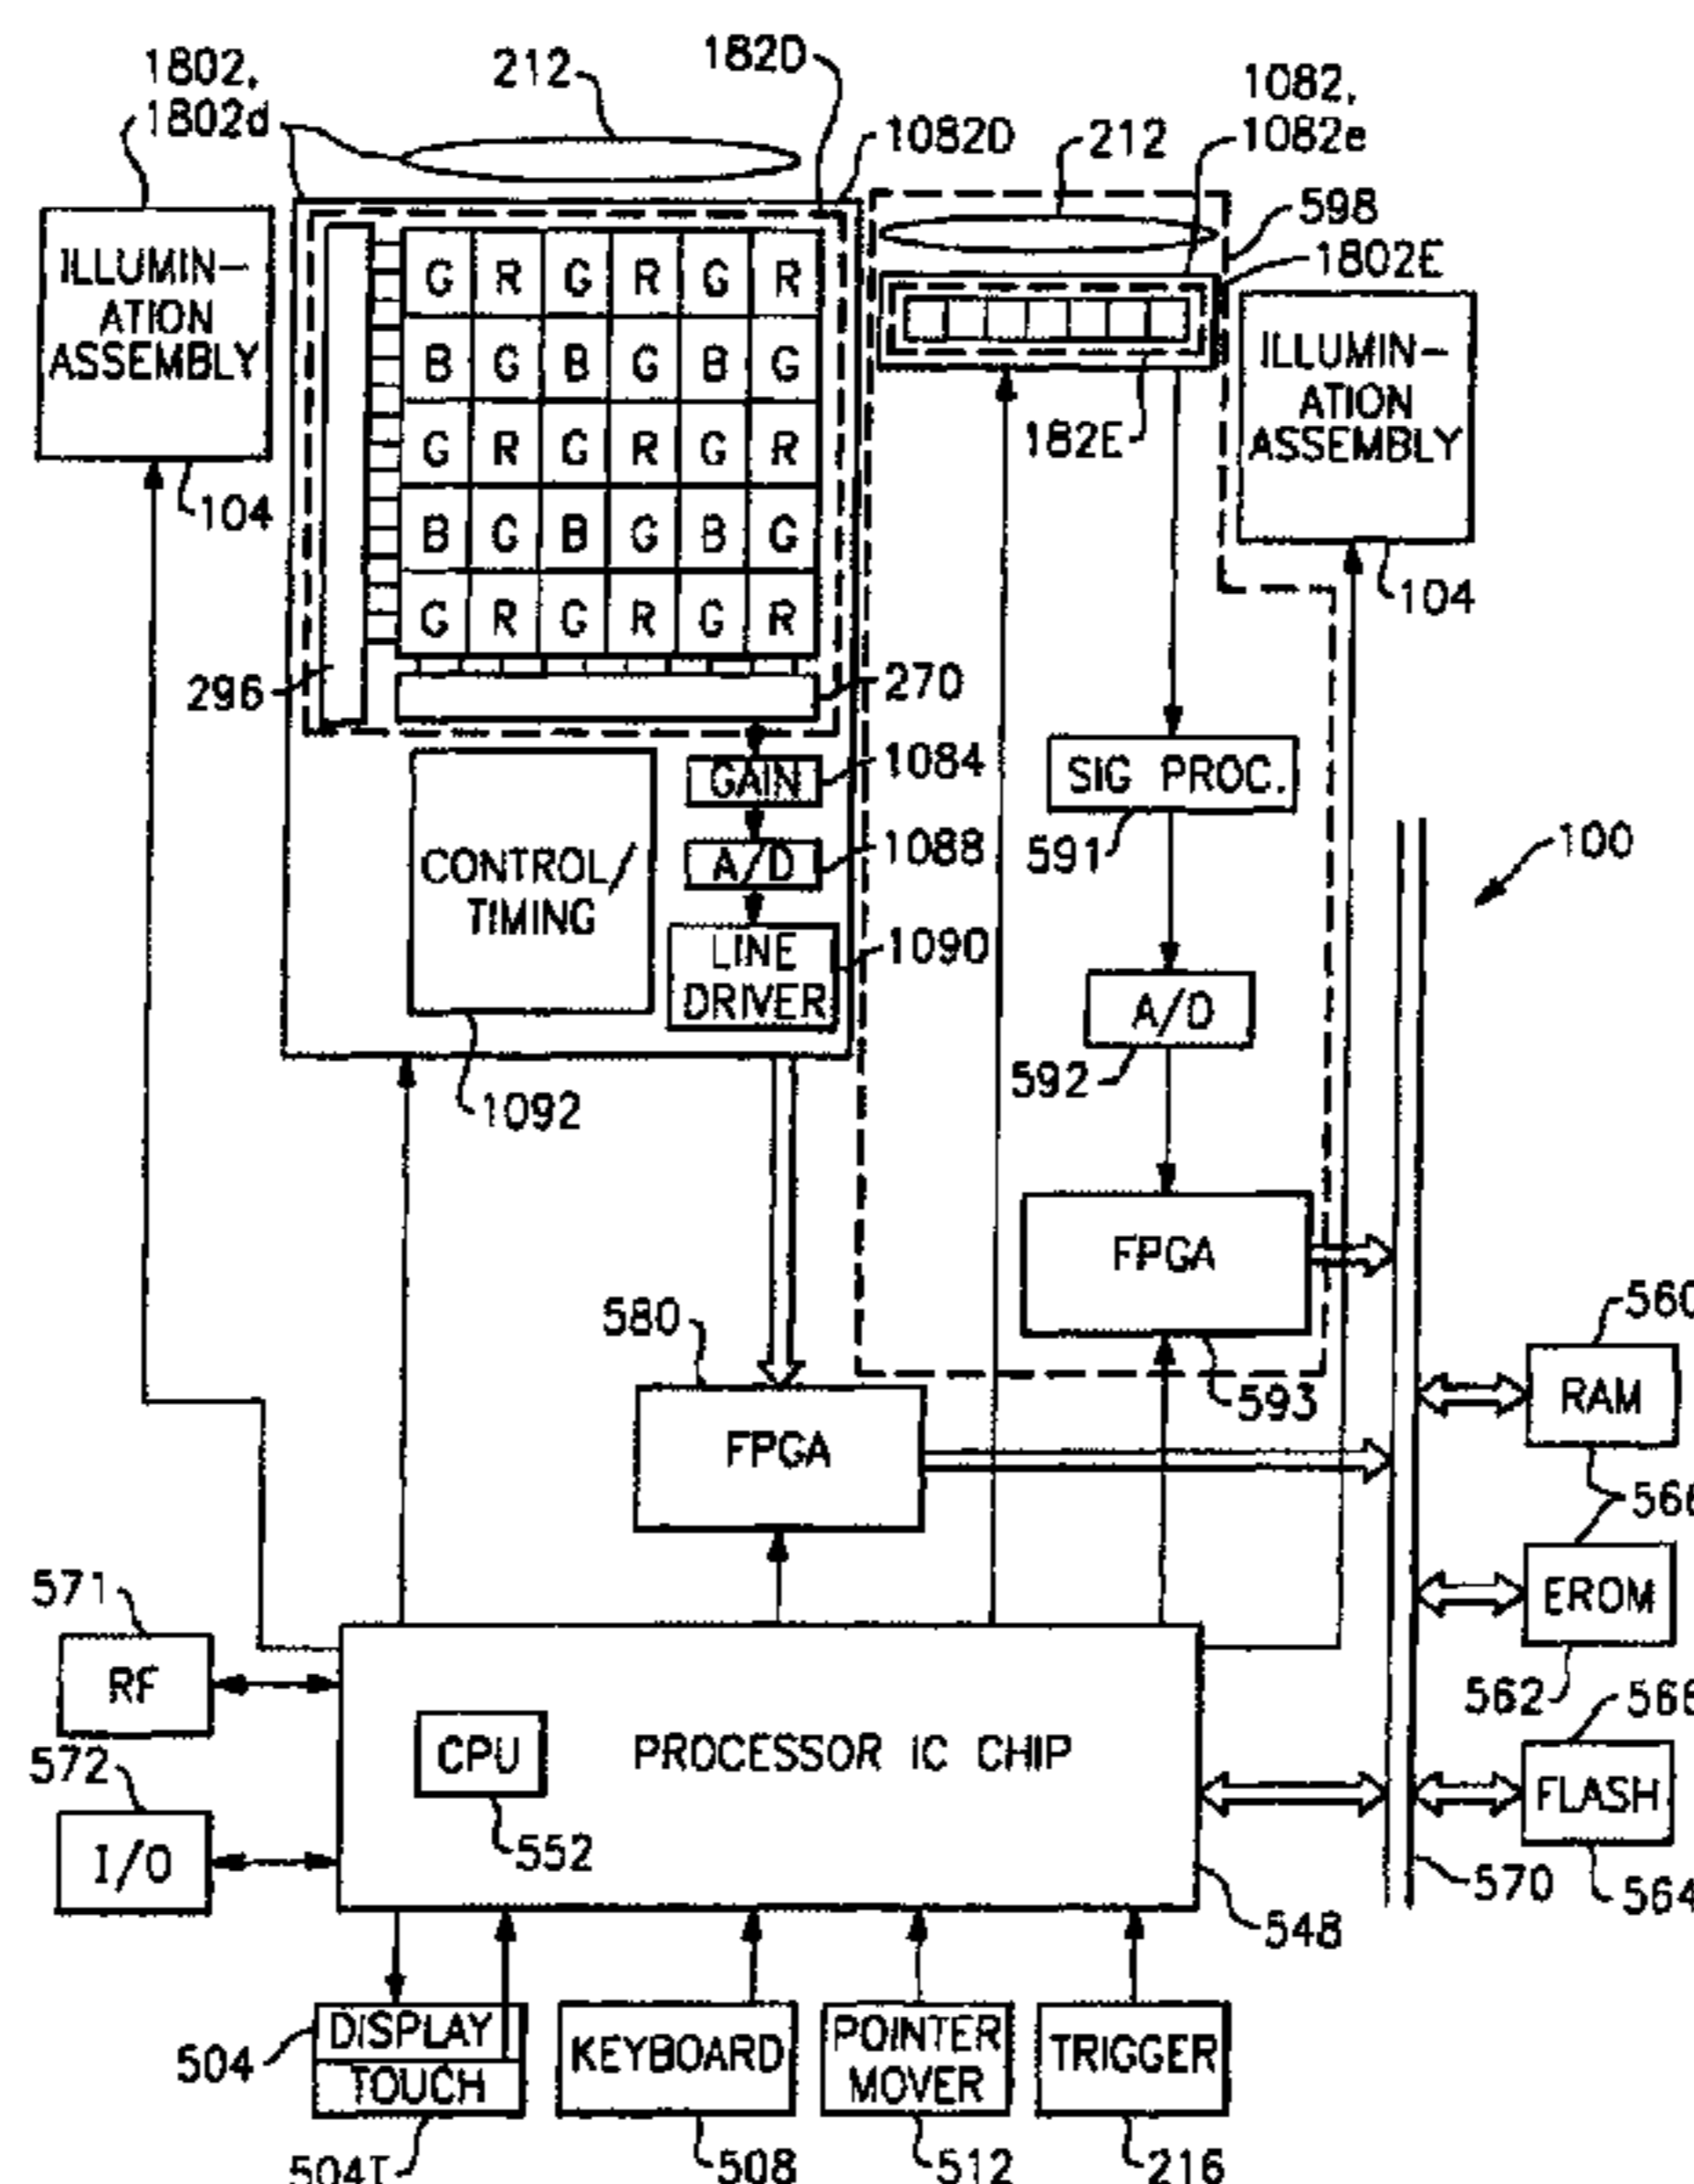 1802,
1802d
212
182D
1082D
1082,
1082e
212
598
1802E
ILLUMIN-
ATION
ASSEMBLY
104
G R G R G R
B G B G B G
G R G R G R
B G B G B G
G R G R G R
182E
ILLUMIN-
ATION
ASSEMBLY
104
296
270
GAIN
1084
A/D
1088
LINE
DRIVER
1090
CONTROL/
TIMING
1092
SIG PROC.
591
A/D
592
100
FPGA
593
580
FPGA
560
RAM
EROM
562
FLASH
564
570
571
RF
572
I/O
CPU
552
PROCESSOR IC CHIP
548
504
DISPLAY
TOUCH
504T
KEYBOARD
508
POINTER
MOVER
512
TRIGGER
216